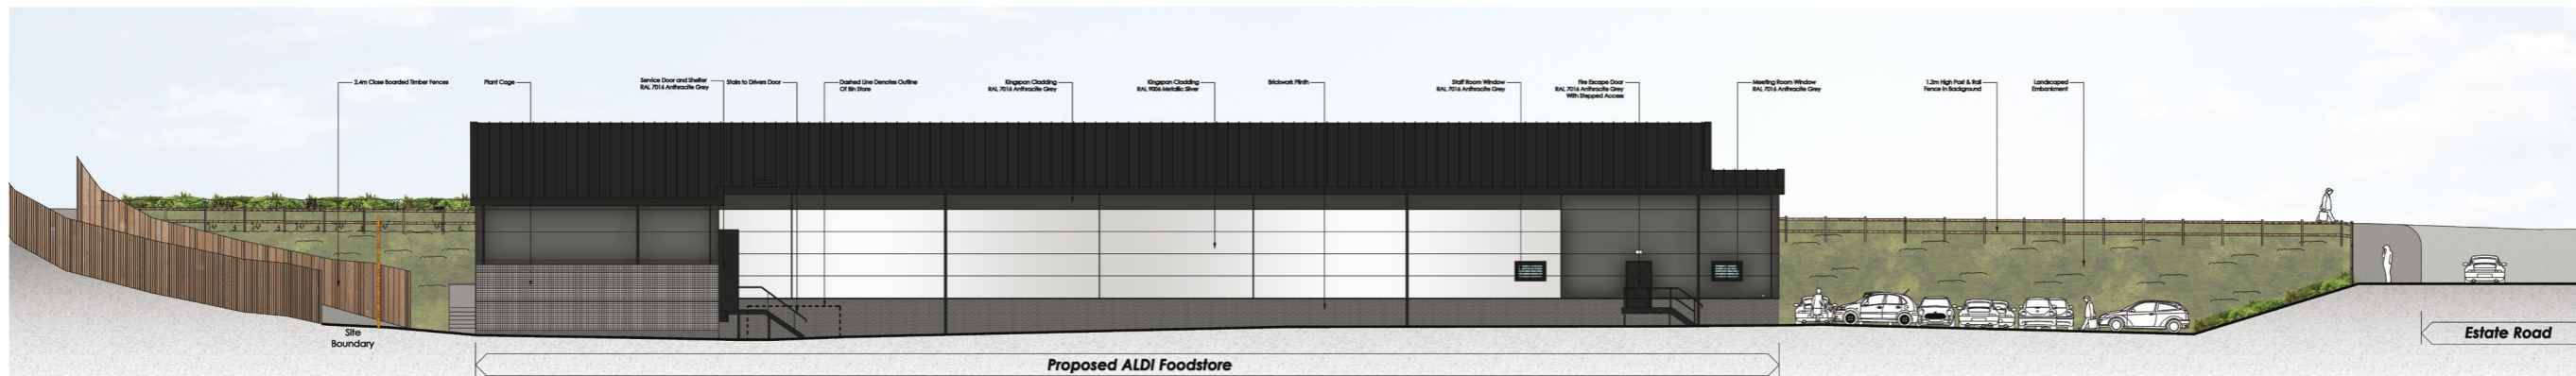 2.4m Close Boarded Timber Fences
Plant Cage
Service Door and Shelter
RAL 7016 Anthracite Grey
Stairs to Drivers Door
Dashed Line Denotes Outline
Of Bin Store
Kingspan Cladding
RAL 7016 Anthracite Grey
Kingspan Cladding
RAL 9006 Metallic Silver
Brickwork Plinth
Staff Room Window
RAL 7016 Anthracite Grey
Fire Escape Door
RAL 7016 Anthracite Grey
With Stepped Access
Meeting Room Window
RAL 7016 Anthracite Grey
1.2m High Post & Rail
Fence In Background
Landscaped
Embankment
Site
Boundary
Proposed ALDI Foodstore
Estate Road